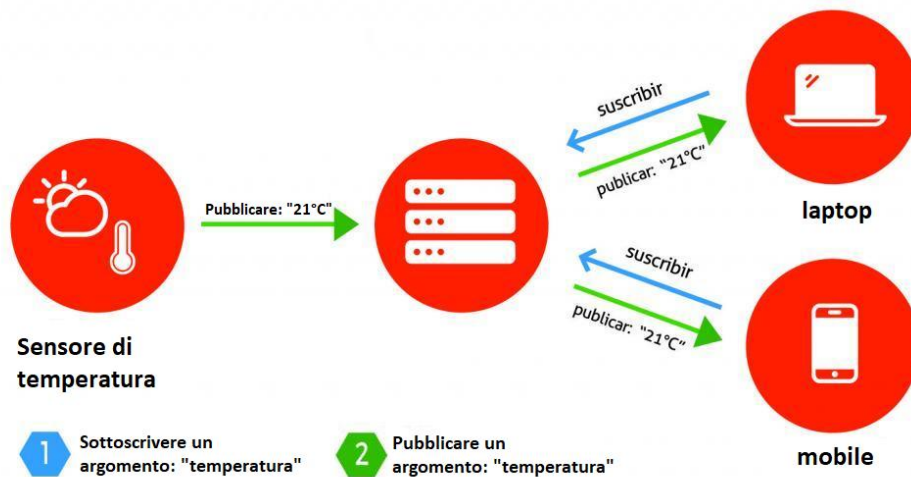 suscribir
publicar: "21°C"
laptop
Pubblicare: "21°C"
suscribir
publicar: "21°C"
Sensore di
temperatura
mobile
1
Sottoscrivere un
argomento: "temperatura"
2
Pubblicare un
argomento: "temperatura"